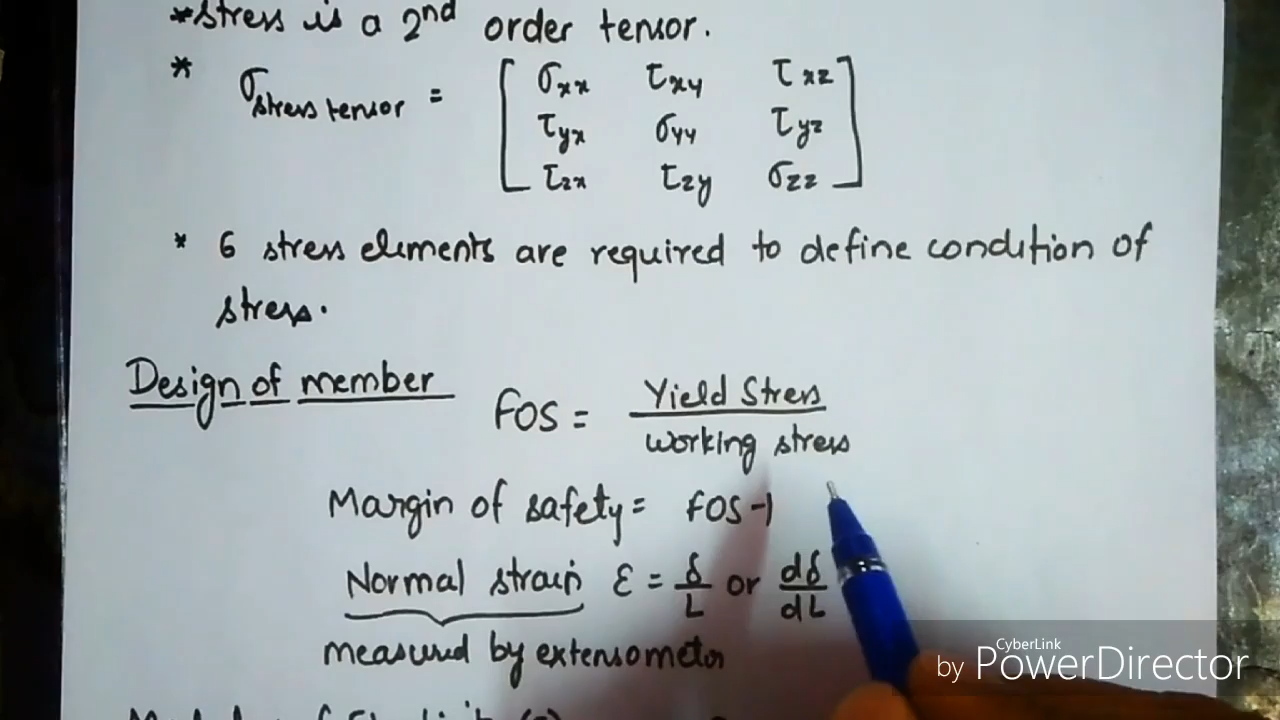 *stress is a 2nd order tensor.
* σstress tensor = [ σxx τxy τxz
τyx σyy τyz
τzx τzy σzz ]
* 6 stress elements are required to define condition of
stress.
Design of member FOS = Yield Stress
working stress
Margin of safety = FOS -1
Normal strain ε = δ/L or dδ/dL
measured by extensometer
CyberLink
by PowerDirector